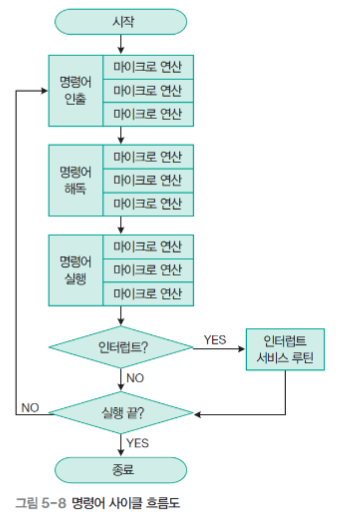 시작
명령어
인출
마이크로 연산
마이크로 연산
마이크로 연산
명령어
해독
마이크로 연산
마이크로 연산
마이크로 연산
명령어
실행
마이크로 연산
마이크로 연산
마이크로 연산
인터럽트?
YES
인터럽트
서비스 루틴
NO
실행 끝?
NO
YES
종료
그림 5-8 명령어 사이클 흐름도